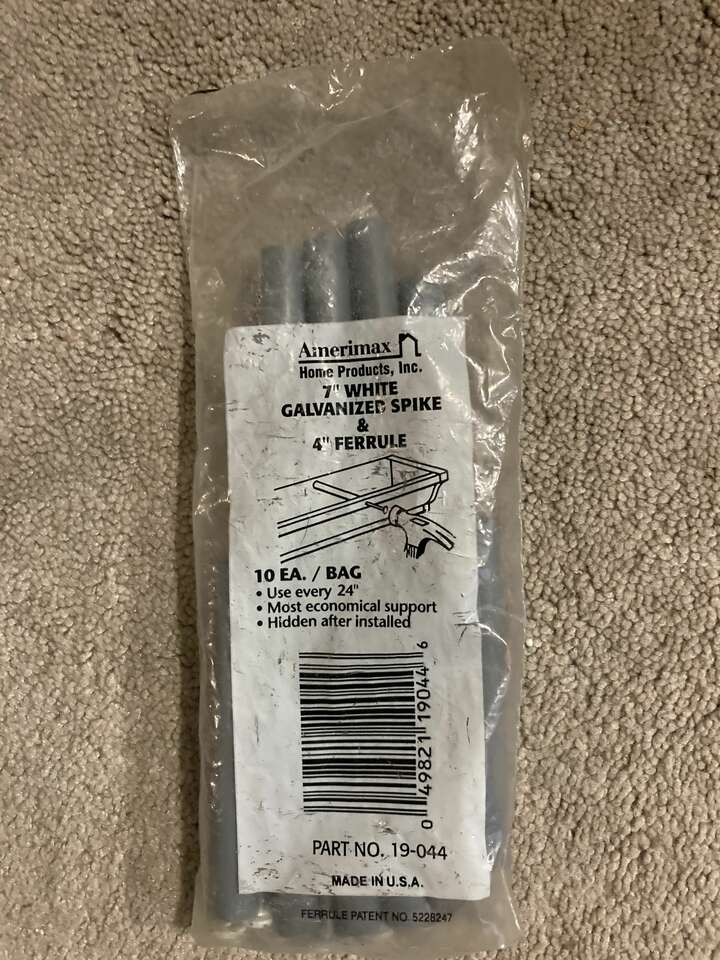 Amerimax
Home Products, Inc.
7" WHITE
GALVANIZED SPIKE
&
4" FERRULE
10 EA. / BAG
• Use every 24"
• Most economical support
• Hidden after installed
0 49821 19044 6
PART NO. 19-044
MADE IN U.S.A.
FERRULE PATENT NO. 5228247